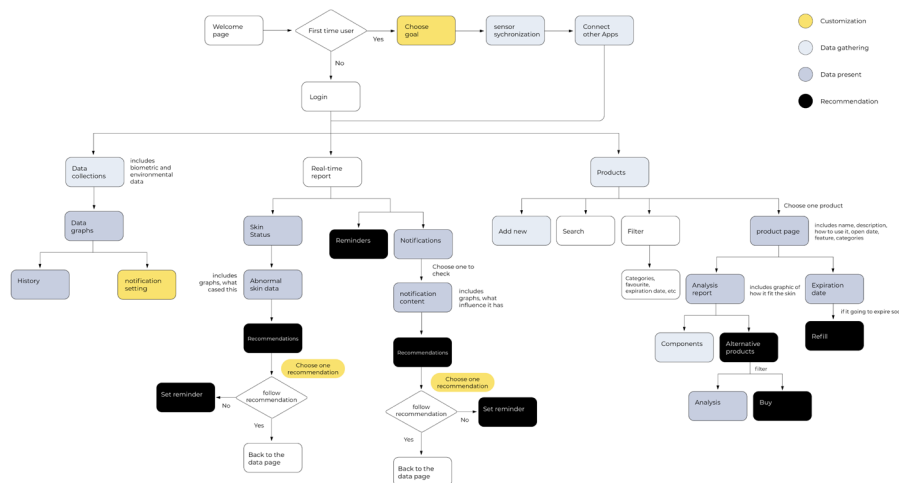 Welcome
page
First time user
Yes
Choose
goal
sensor
sychronization
Connect
other Apps
Customization
Data gathering
Data present
Recommendation
No
Login
Data
collections
includes
biometric and
environmental
data
Real-time
report
Products
Choose one product
Data
graphs
Skin
Status
Reminders
Notifications
Add new
Search
Filter
product page
includes name, description,
how to use it, open date,
feature, categories
Choose one to
check
History
notification
setting
includes
graphs, what
cased this
Abnormal
skin data
notification
content
includes
graphs, what
influence it has
Categories,
favourite,
expiration date, etc
Analysis
report
includes graphic of
how it fit the skin.
Expiration
date
if it going to expire soo
Recommendations
Recommendations
Components
Alternative
products
Refill
filter
Choose one
recommendation
Choose one
recommendation
Set reminder
No
follow
recommendation
Yes
follow
recommendation
No
Set reminder
Yes
Analysis
Buy
Back to the
data page
Back to the
data page